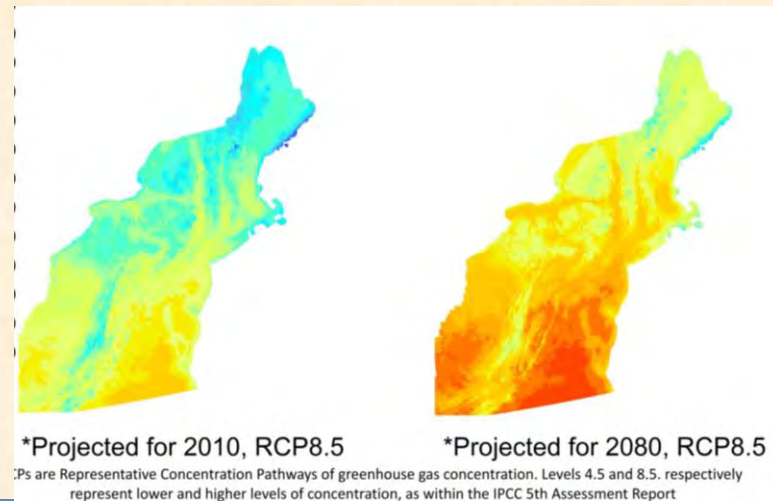 *Projected for 2010, RCP8.5
*Projected for 2080, RCP8.5
CPs are Representative Concentration Pathways of greenhouse gas concentration. Levels 4.5 and 8.5. respectively
represent lower and higher levels of concentration, as within the IPCC 5th Assessment Report